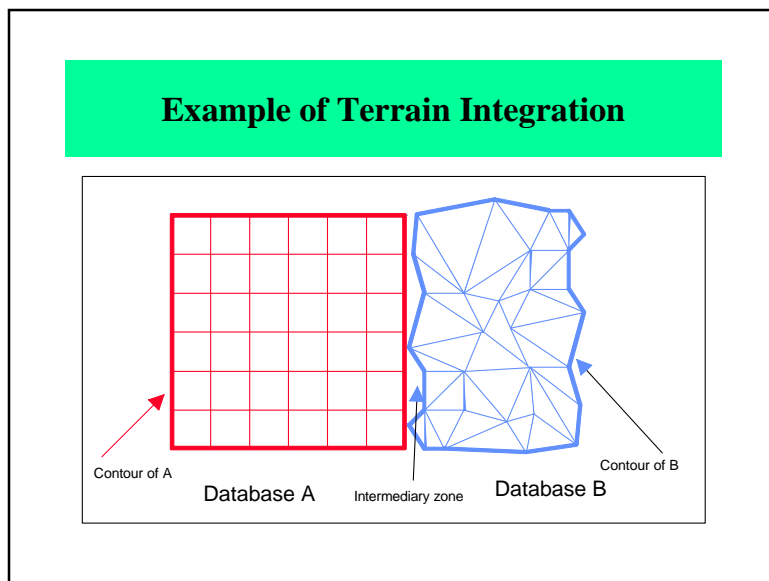 Example of Terrain Integration
Contour of A
Database A
Intermediary zone
Database B
Contour of B